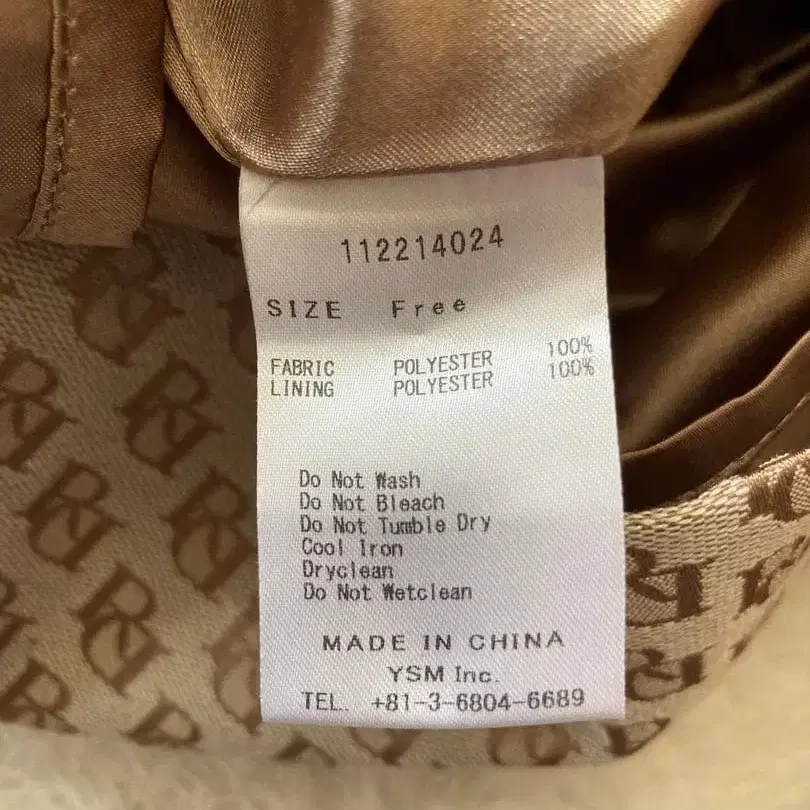 112214024
SIZE Free
FABRIC POLYESTER 100%
LINING POLYESTER 100%
Do Not Wash
Do Not Bleach
Do Not Tumble Dry
Cool Iron
Dryclean
Do Not Wetclean
MADE IN CHINA
YSM Inc.
TEL. +81-3-6804-6689